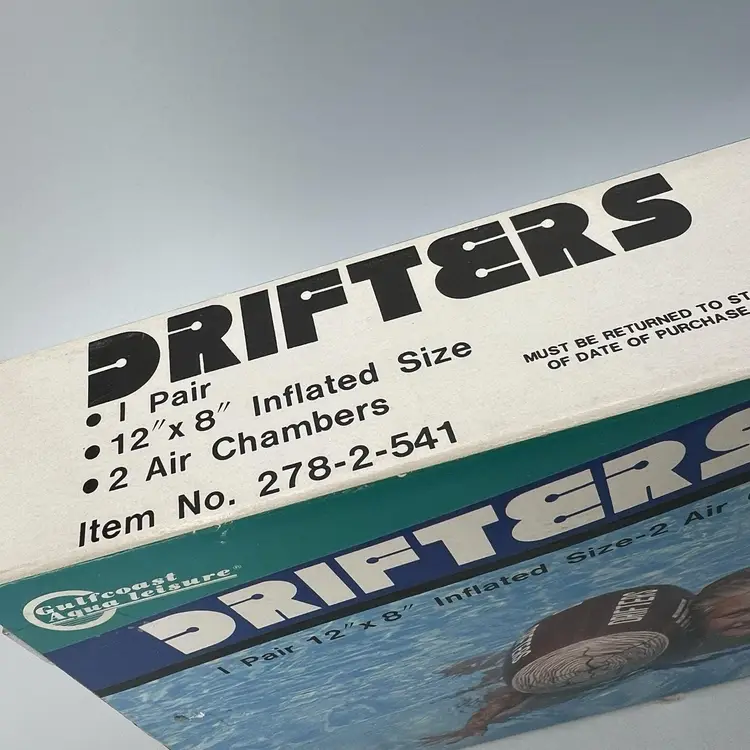 DRIFTERS
• 1 Pair
• 12″x 8″ Inflated Size
• 2 Air Chambers
Item No. 278-2-541
MUST BE RETURNED TO
OF DATE OF PURCHASE
Gulfcoast
Aqua leisure®
DRIFTERS
1 Pair 12″x 8″ Inflated Size-2 Air
DRIFTERS